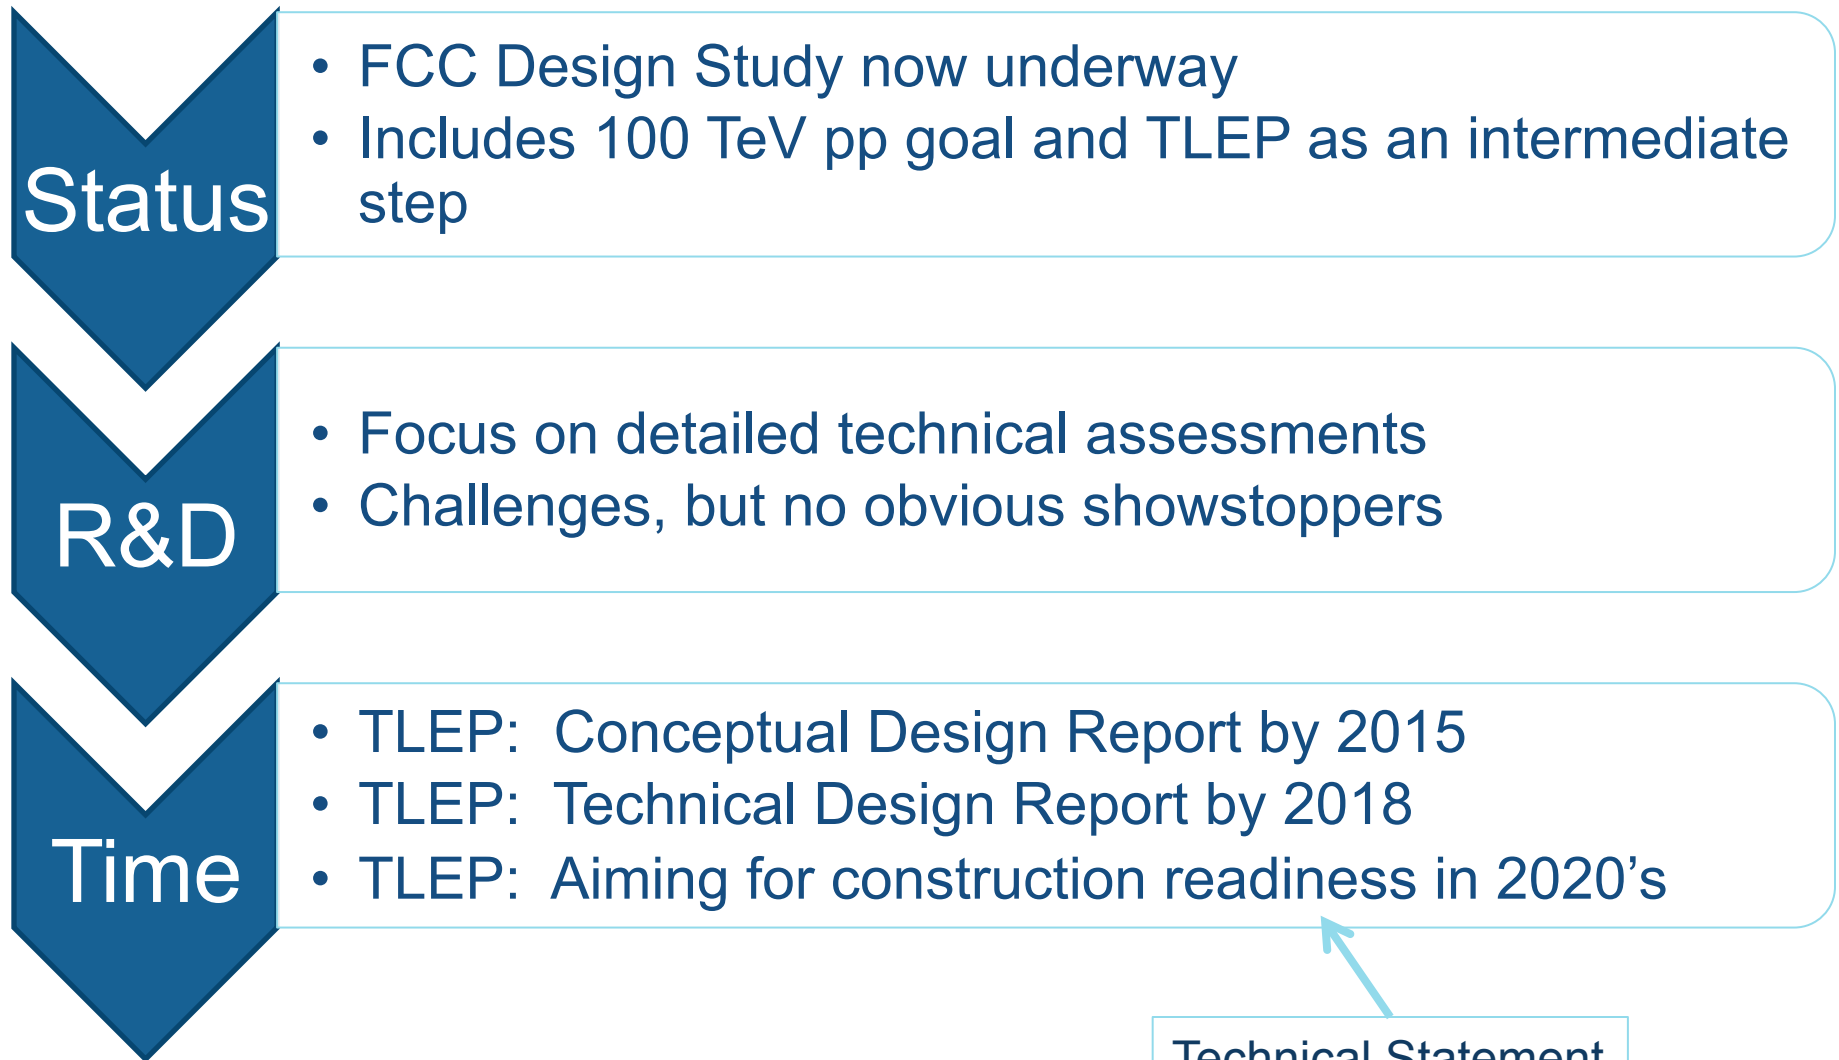 Status
• FCC Design Study now underway
• Includes 100 TeV pp goal and TLEP as an intermediate
step
R&D
• Focus on detailed technical assessments
• Challenges, but no obvious showstoppers
Time
• TLEP: Conceptual Design Report by 2015
• TLEP: Technical Design Report by 2018
• TLEP: Aiming for construction readiness in 2020’s
Technical Statement